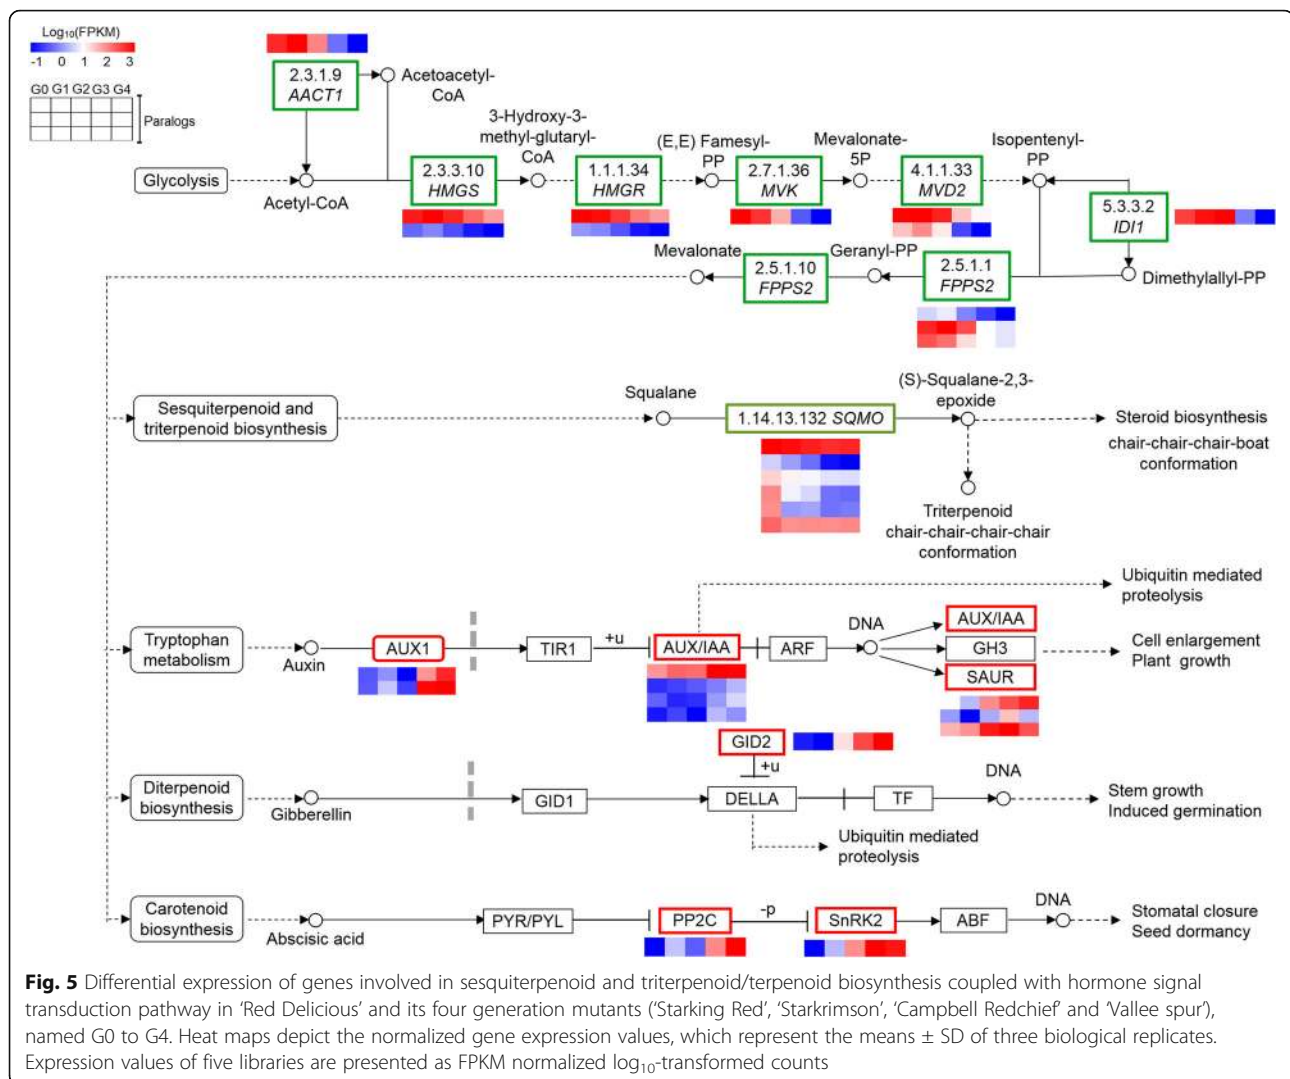 Log10(FPKM)
-1 0 1 2 3
G0 G1 G2 G3 G4
Paralogs
2.3.1.9
AACT1
Acetoacetyl-
CoA
3-Hydroxy-3-
methyl-glutaryl-
CoA
(E,E) Famesyl-
PP
Mevalonate-
5P
Isopentenyl-
PP
Glycolysis
Acetyl-CoA
2.3.3.10
HMGS
1.1.1.34
HMGR
2.7.1.36
MVK
4.1.1.33
MVD2
5.3.3.2
IDI1
Mevalonate
2.5.1.10
FPPS2
Geranyl-PP
2.5.1.1
FPPS2
Dimethylallyl-PP
Sesquiterpenoid and
triterpenoid biosynthesis
Squalane
1.14.13.132 SQMO
(S)-Squalane-2,3-
epoxide
Steroid biosynthesis
chair-chair-chair-boat
conformation
Triterpenoid
chair-chair-chair-chair
conformation
Ubiquitin mediated
proteolysis
Tryptophan
metabolism
Auxin
AUX1
TIR1
+u
AUX/IAA
ARF
DNA
AUX/IAA
GH3
SAUR
Cell enlargement
Plant growth
GID2
+u
Diterpenoid
biosynthesis
Gibberellin
GID1
DELLA
TF
DNA
Stem growth
Induced germination
Ubiquitin mediated
proteolysis
Carotenoid
biosynthesis
Abscisic acid
PYR/PYL
PP2C
-p
SnRK2
ABF
DNA
Stomatal closure
Seed dormancy
Fig. 5 Differential expression of genes involved in sesquiterpenoid and triterpenoid/terpenoid biosynthesis coupled with hormone signal
transduction pathway in ‘Red Delicious’ and its four generation mutants (‘Starking Red’, ‘Starkrimson’, ‘Campbell Redchief’ and ‘Vallee spur’),
named G0 to G4. Heat maps depict the normalized gene expression values, which represent the means ± SD of three biological replicates.
Expression values of five libraries are presented as FPKM normalized log10-transformed counts